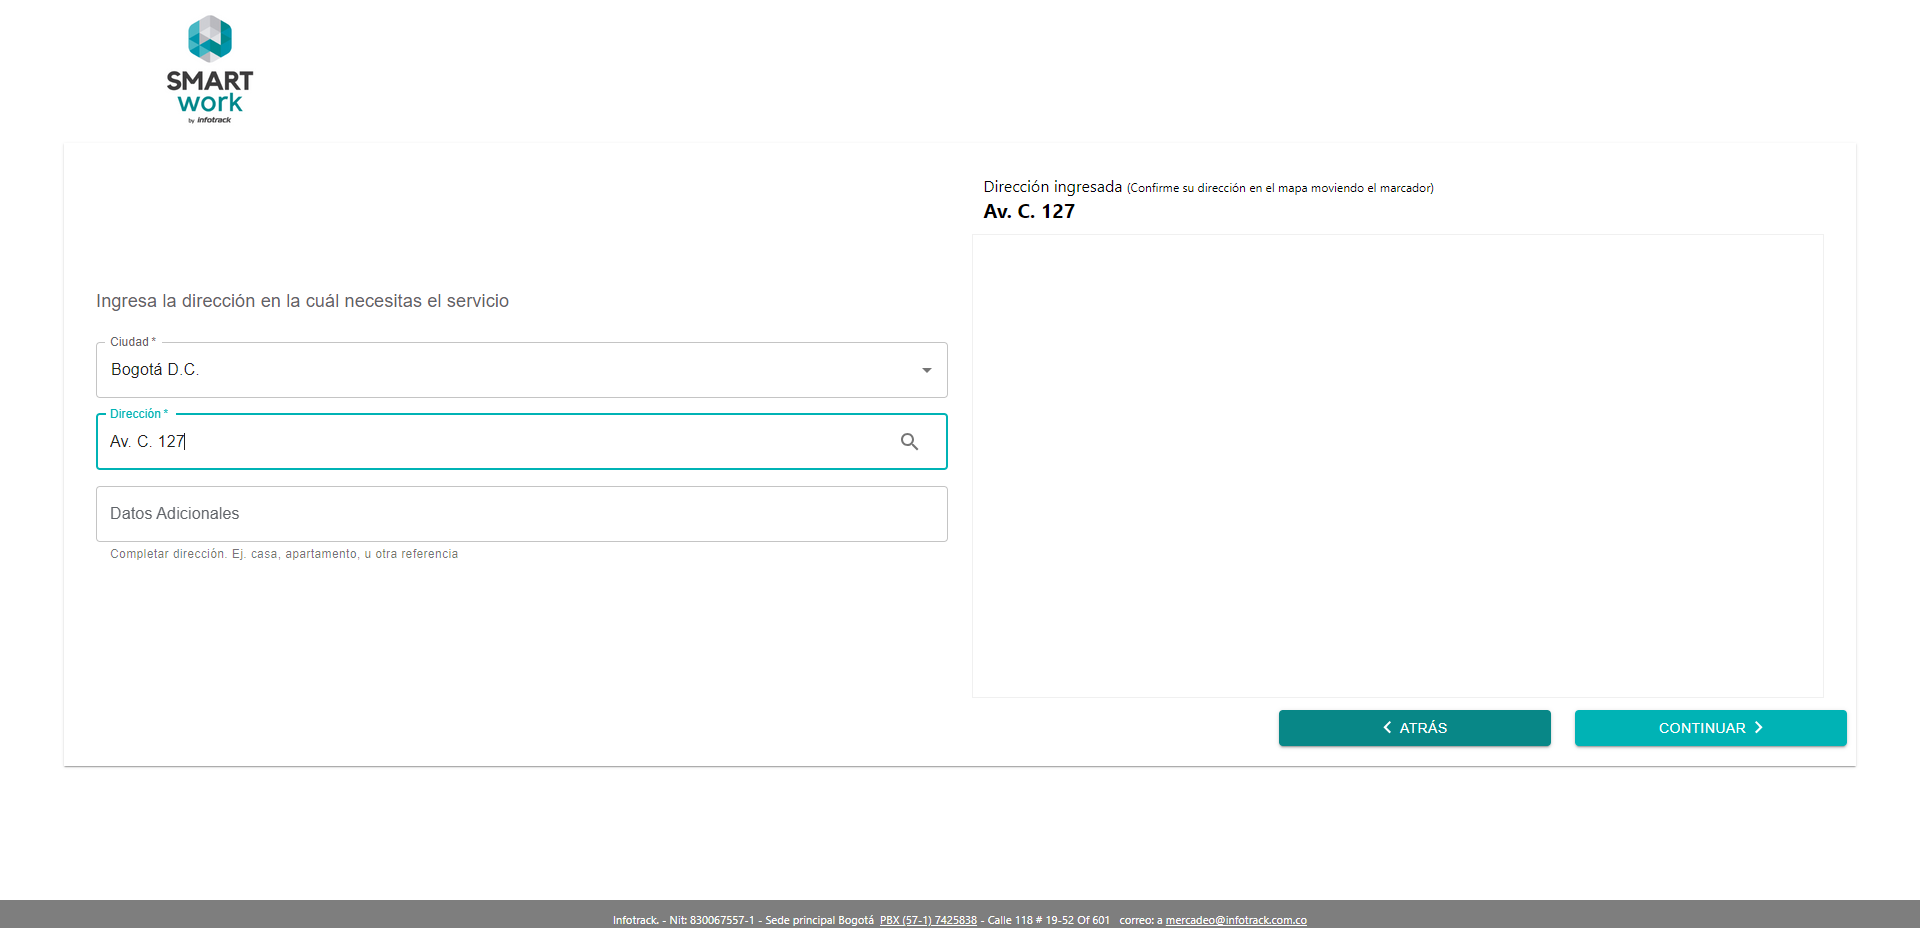 SMART
work
by infotrack
Dirección ingresada (Confirme su dirección en el mapa moviendo el marcador)
Av. C. 127
Ingresa la dirección en la cuál necesitas el servicio
Ciudad *
Bogotá D.C.
Dirección *
Av. C. 127
Datos Adicionales
Completar dirección. Ej. casa, apartamento, u otra referencia
ATRÁS
CONTINUAR
Infotrack. - Nit: 830067557-1 - Sede principal Bogotá PBX (57-1) 7425838 - Calle 118 # 19-52 Of 601 correo: a mercadeo@infotrack.com.co